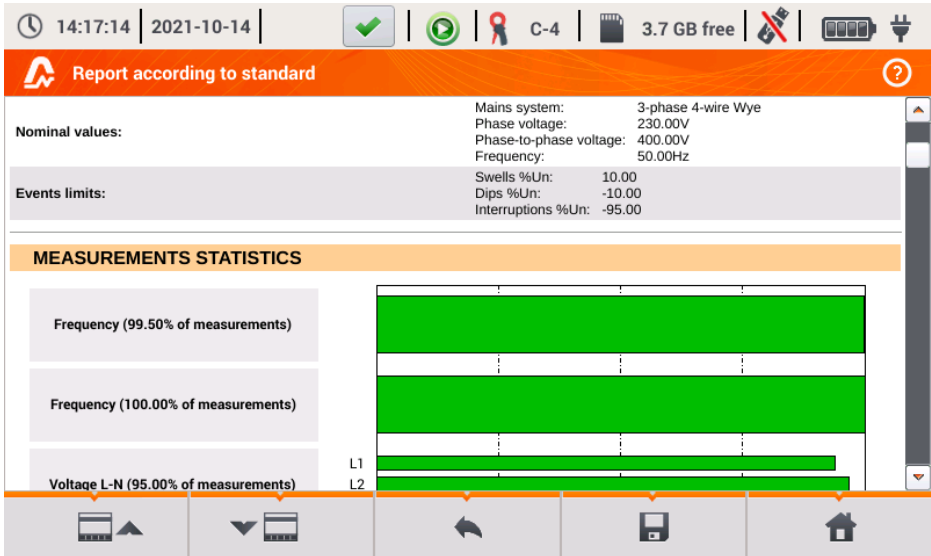 14:17:14 2021-10-14 C-4 3.7 GB free
Report according to standard ?
Nominal values:
Mains system: 3-phase 4-wire Wye
Phase voltage: 230.00V
Phase-to-phase voltage: 400.00V
Frequency: 50.00Hz
Events limits:
Swells %Un: 10.00
Dips %Un: -10.00
Interruptions %Un: -95.00
MEASUREMENTS STATISTICS
Frequency (99.50% of measurements)
Frequency (100.00% of measurements)
L1
Voltage L-N (95.00% of measurements) L2